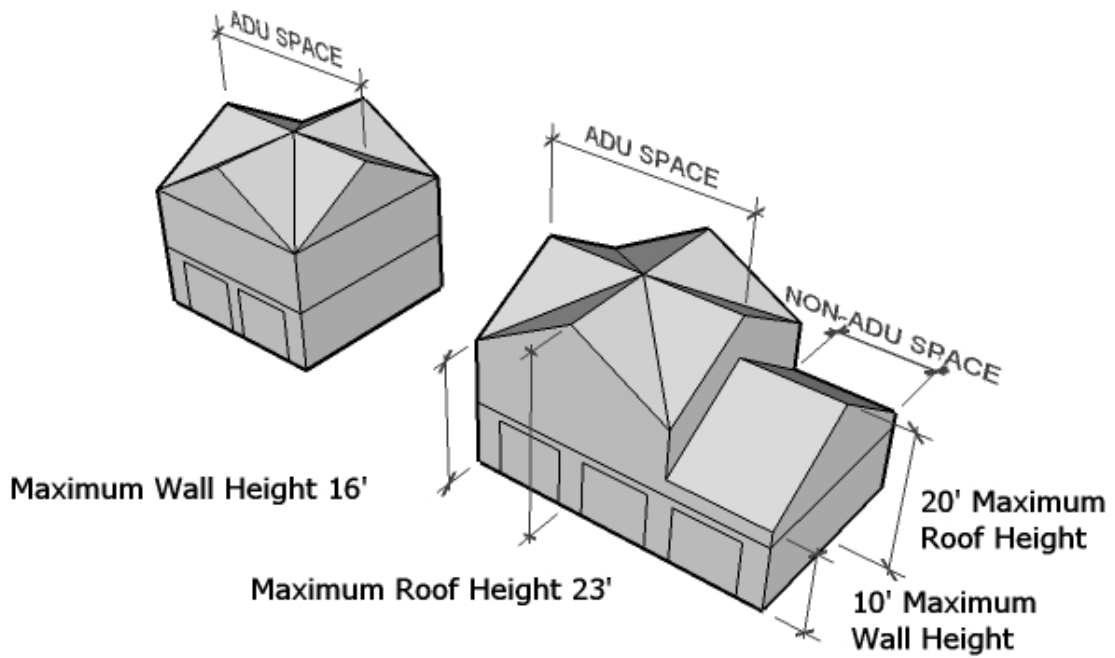 ADU SPACE
ADU SPACE
NON-ADU SPACE
Maximum Wall Height 16'
20' Maximum
Roof Height
Maximum Roof Height 23'
10' Maximum
Wall Height